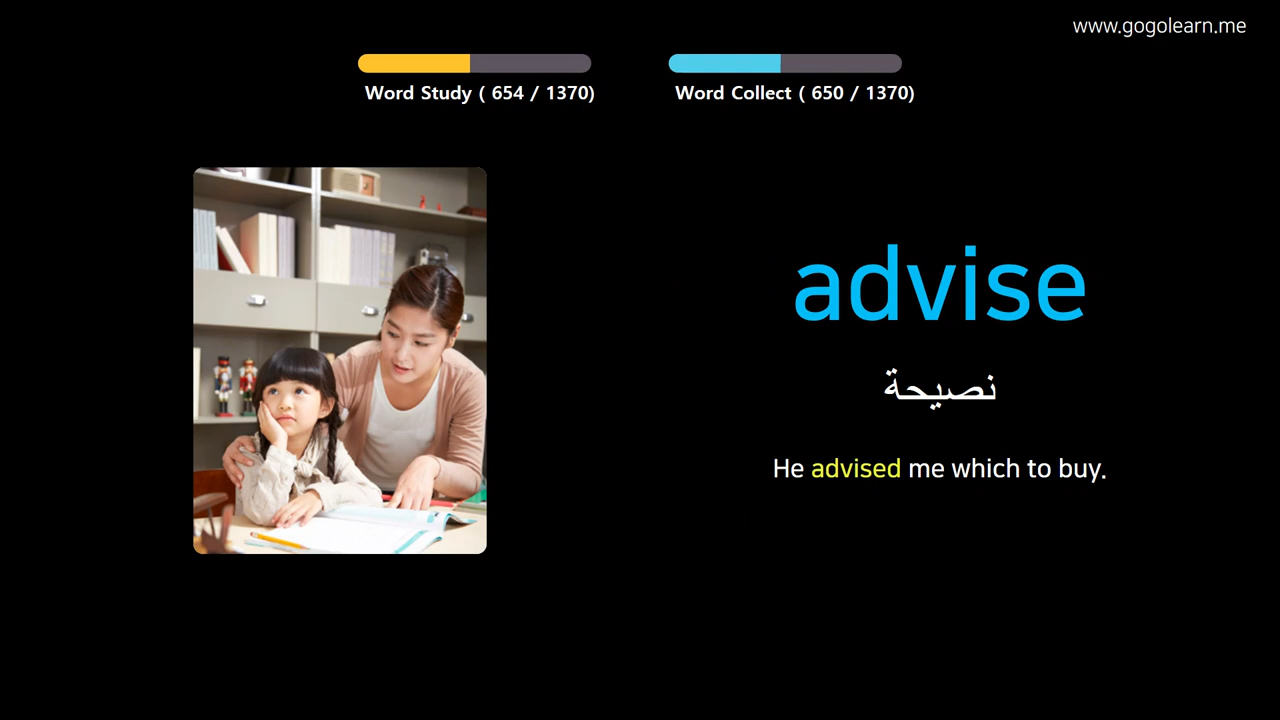 www.gogolearn.me
Word Study ( 654 / 1370)
Word Collect ( 650 / 1370)
advise
نصيحة
He advised me which to buy.